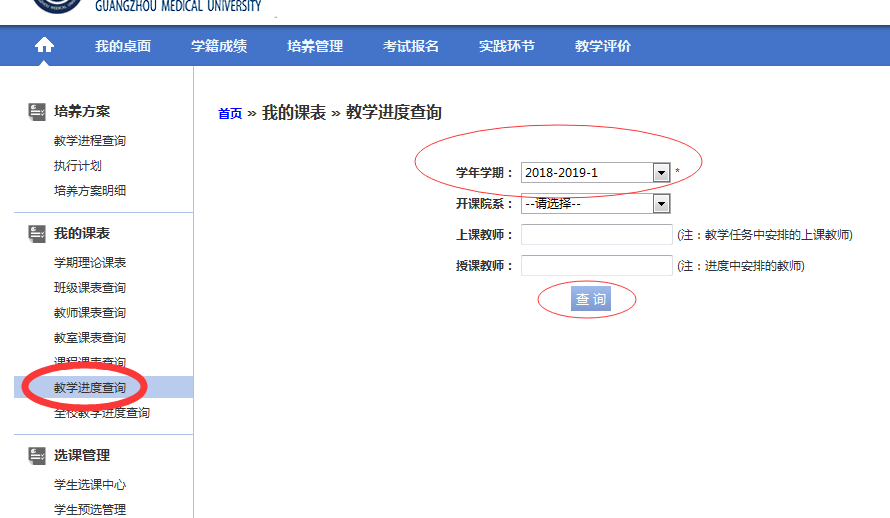 GUANGZHOU MEDICAL UNIVERSITY
我的桌面 学籍成绩 培养管理 考试报名 实践环节 教学评价
培养方案
教学进程查询
执行计划
培养方案明细
我的课表
学期理论课表
班级课表查询
教师课表查询
教室课表查询
课程课表查询
教学进度查询
全校教学进度查询
选课管理
学生选课中心
学生预选管理
首页 » 我的课表 » 教学进度查询
学年学期： 2018-2019-1 *
开课院系： --请选择--
上课教师： (注：教学任务中安排的上课教师)
授课教师： (注：进度中安排的教师)
查 询